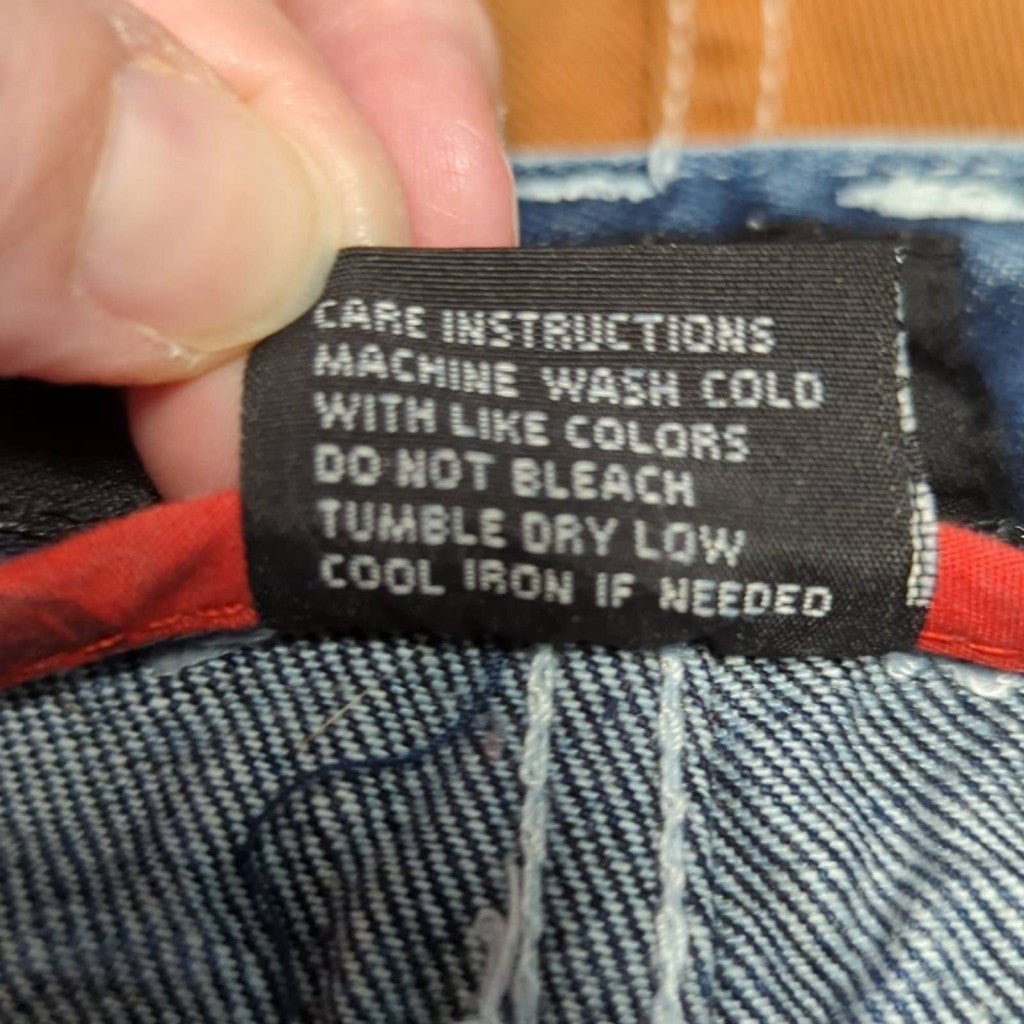 CARE INSTRUCTIONS
MACHINE WASH COLD
WITH LIKE COLORS
DO NOT BLEACH
TUMBLE DRY LOW
COOL IRON IF NEEDED